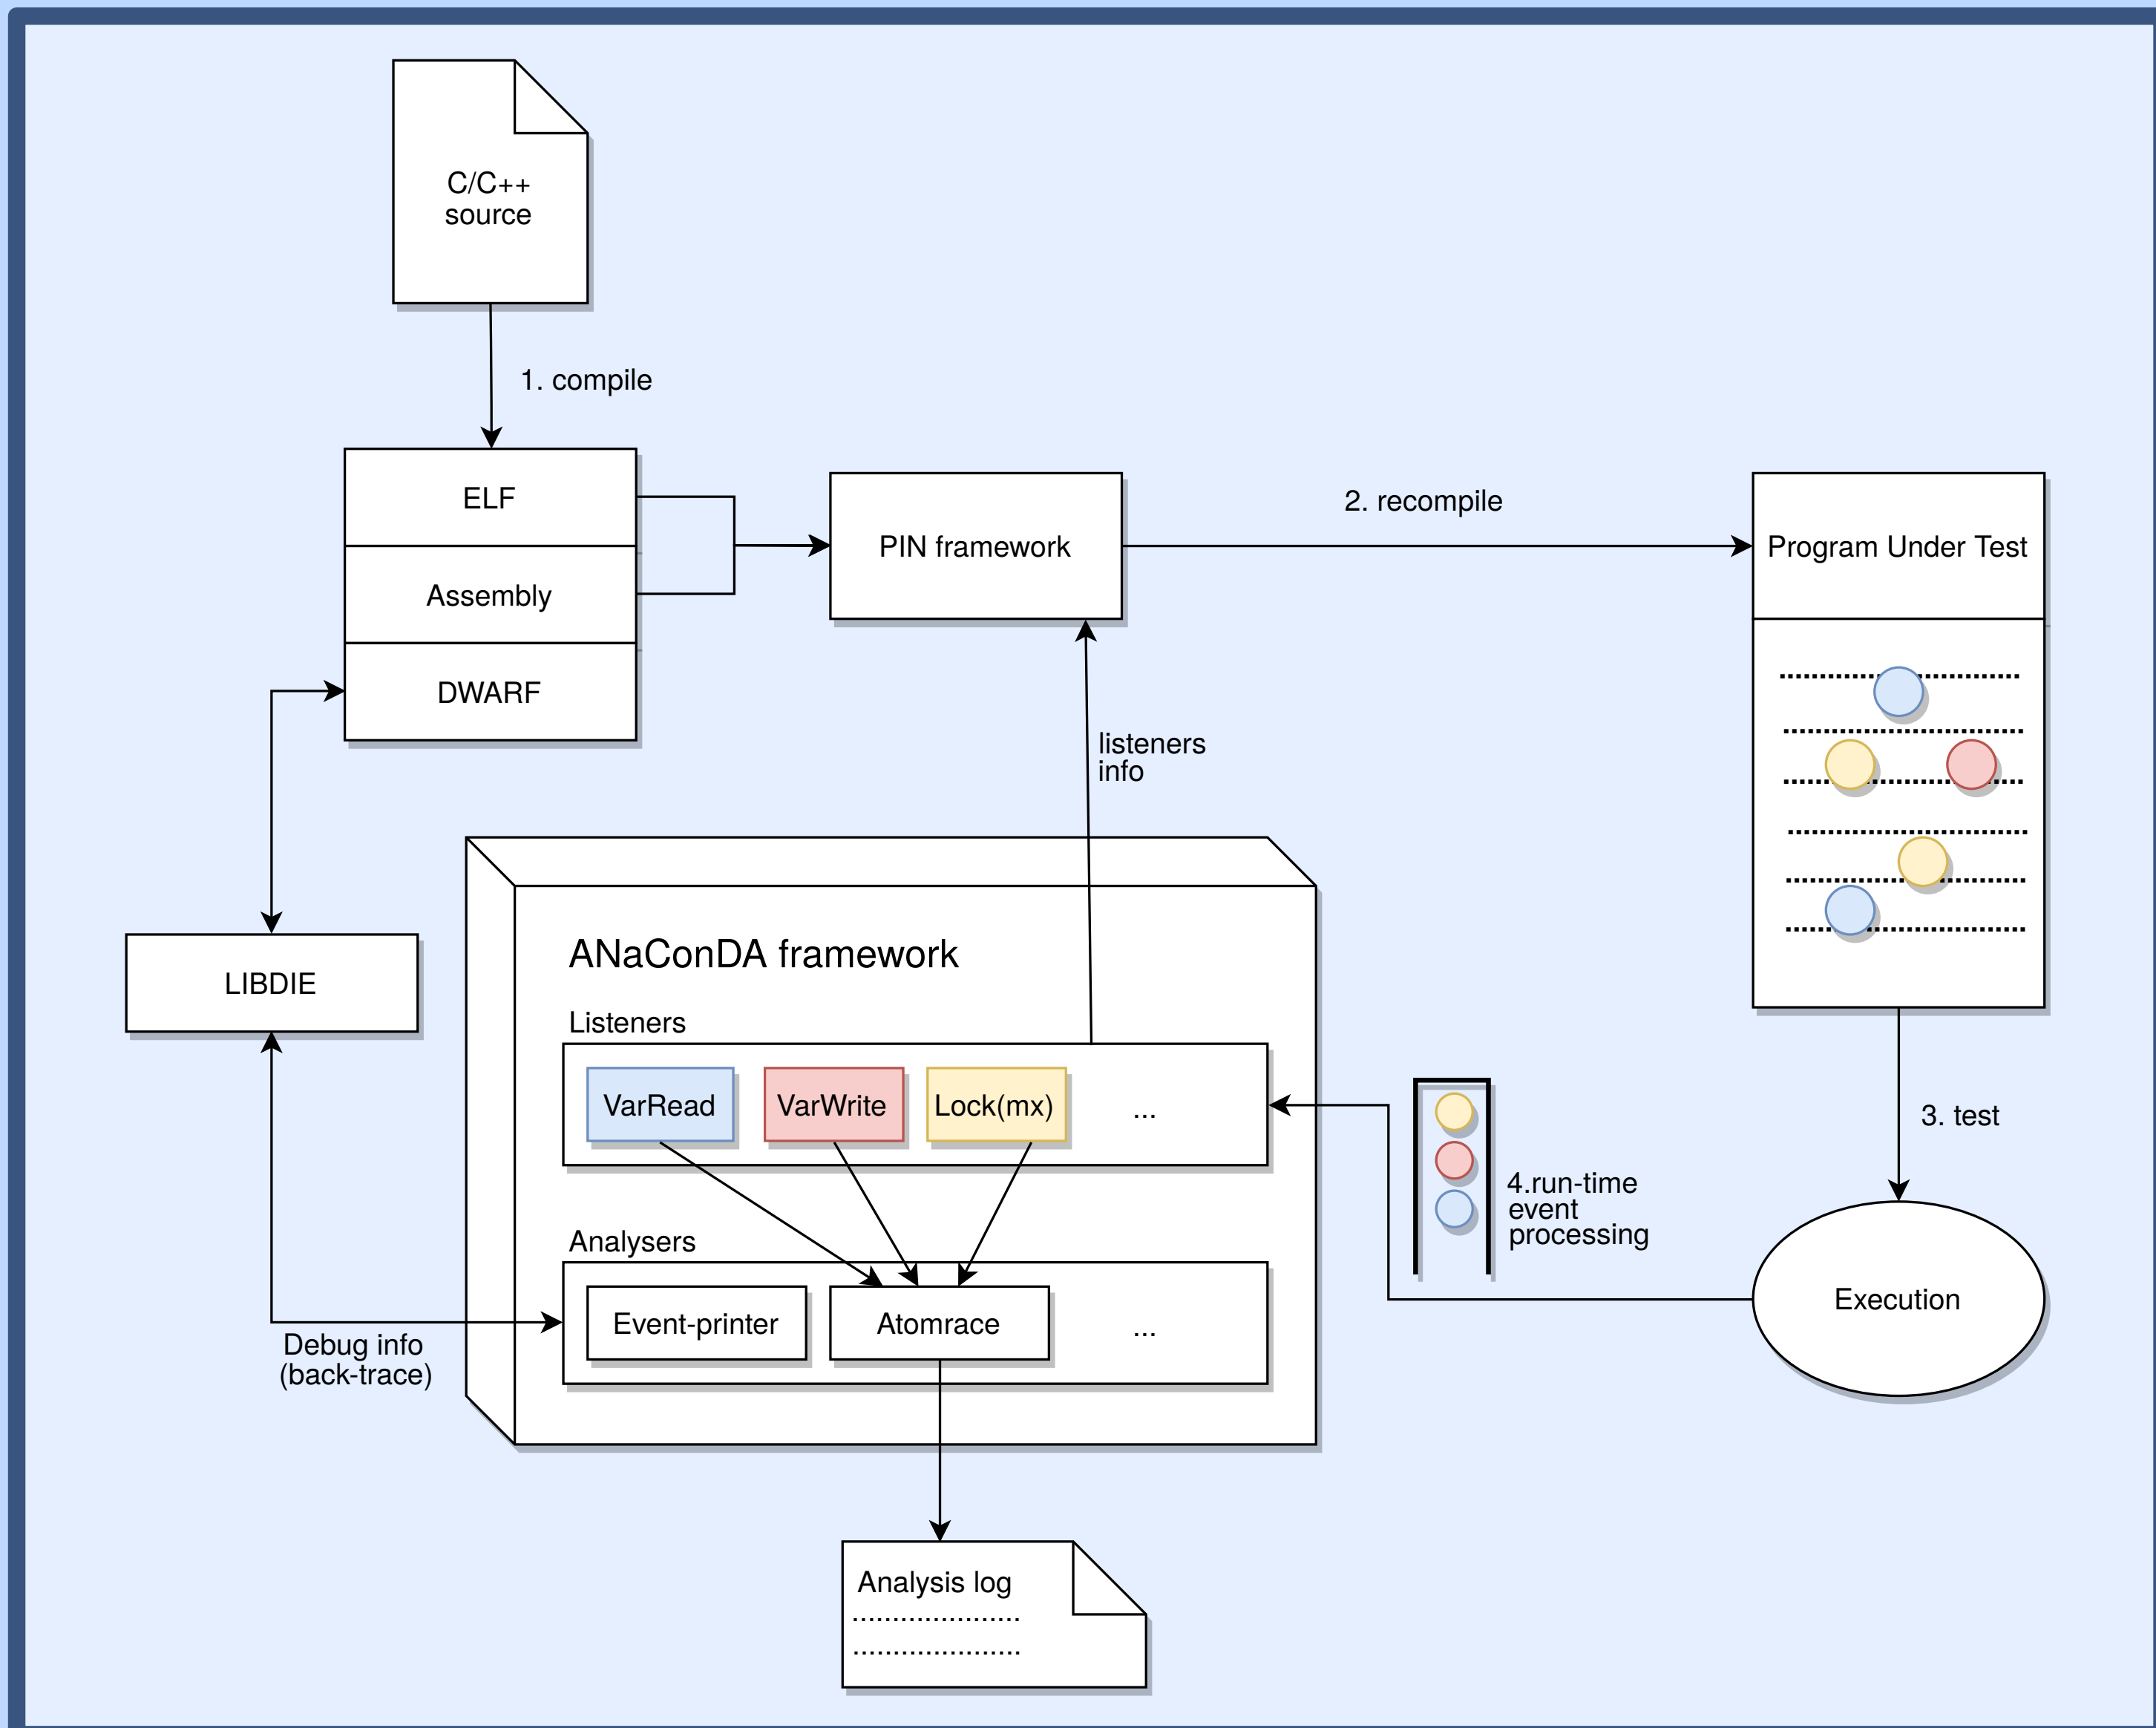 C/C++
source
1. compile
ELF
Assembly
DWARF
PIN framework
2. recompile
Program Under Test
listeners
info
LIBDIE
ANaConDA framework
Listeners
VarRead
VarWrite
Lock(mx)
...
4.run-time
event
processing
3. test
Execution
Analysers
Event-printer
Atomrace
...
Debug info
(back-trace)
Analysis log
.....................
.....................